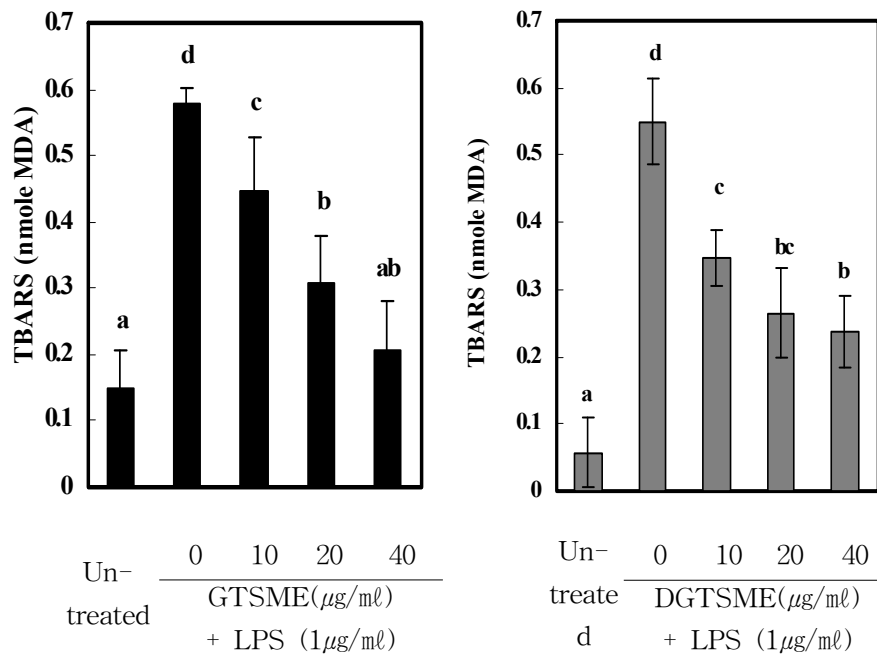 TBARS (nmole MDA)
0.7
0.6
0.5
0.4
0.3
0.2
0.1
0
a
d
c
b
ab
Un-
treated
0 10 20 40
GTSME(㎍/㎖)
+ LPS (1㎍/㎖)
TBARS (nmole MDA)
0.7
0.6
0.5
0.4
0.3
0.2
0.1
0
a
d
c
bc
b
Un-
treate
d
0 10 20 40
DGTSME(㎍/㎖)
+ LPS (1㎍/㎖)